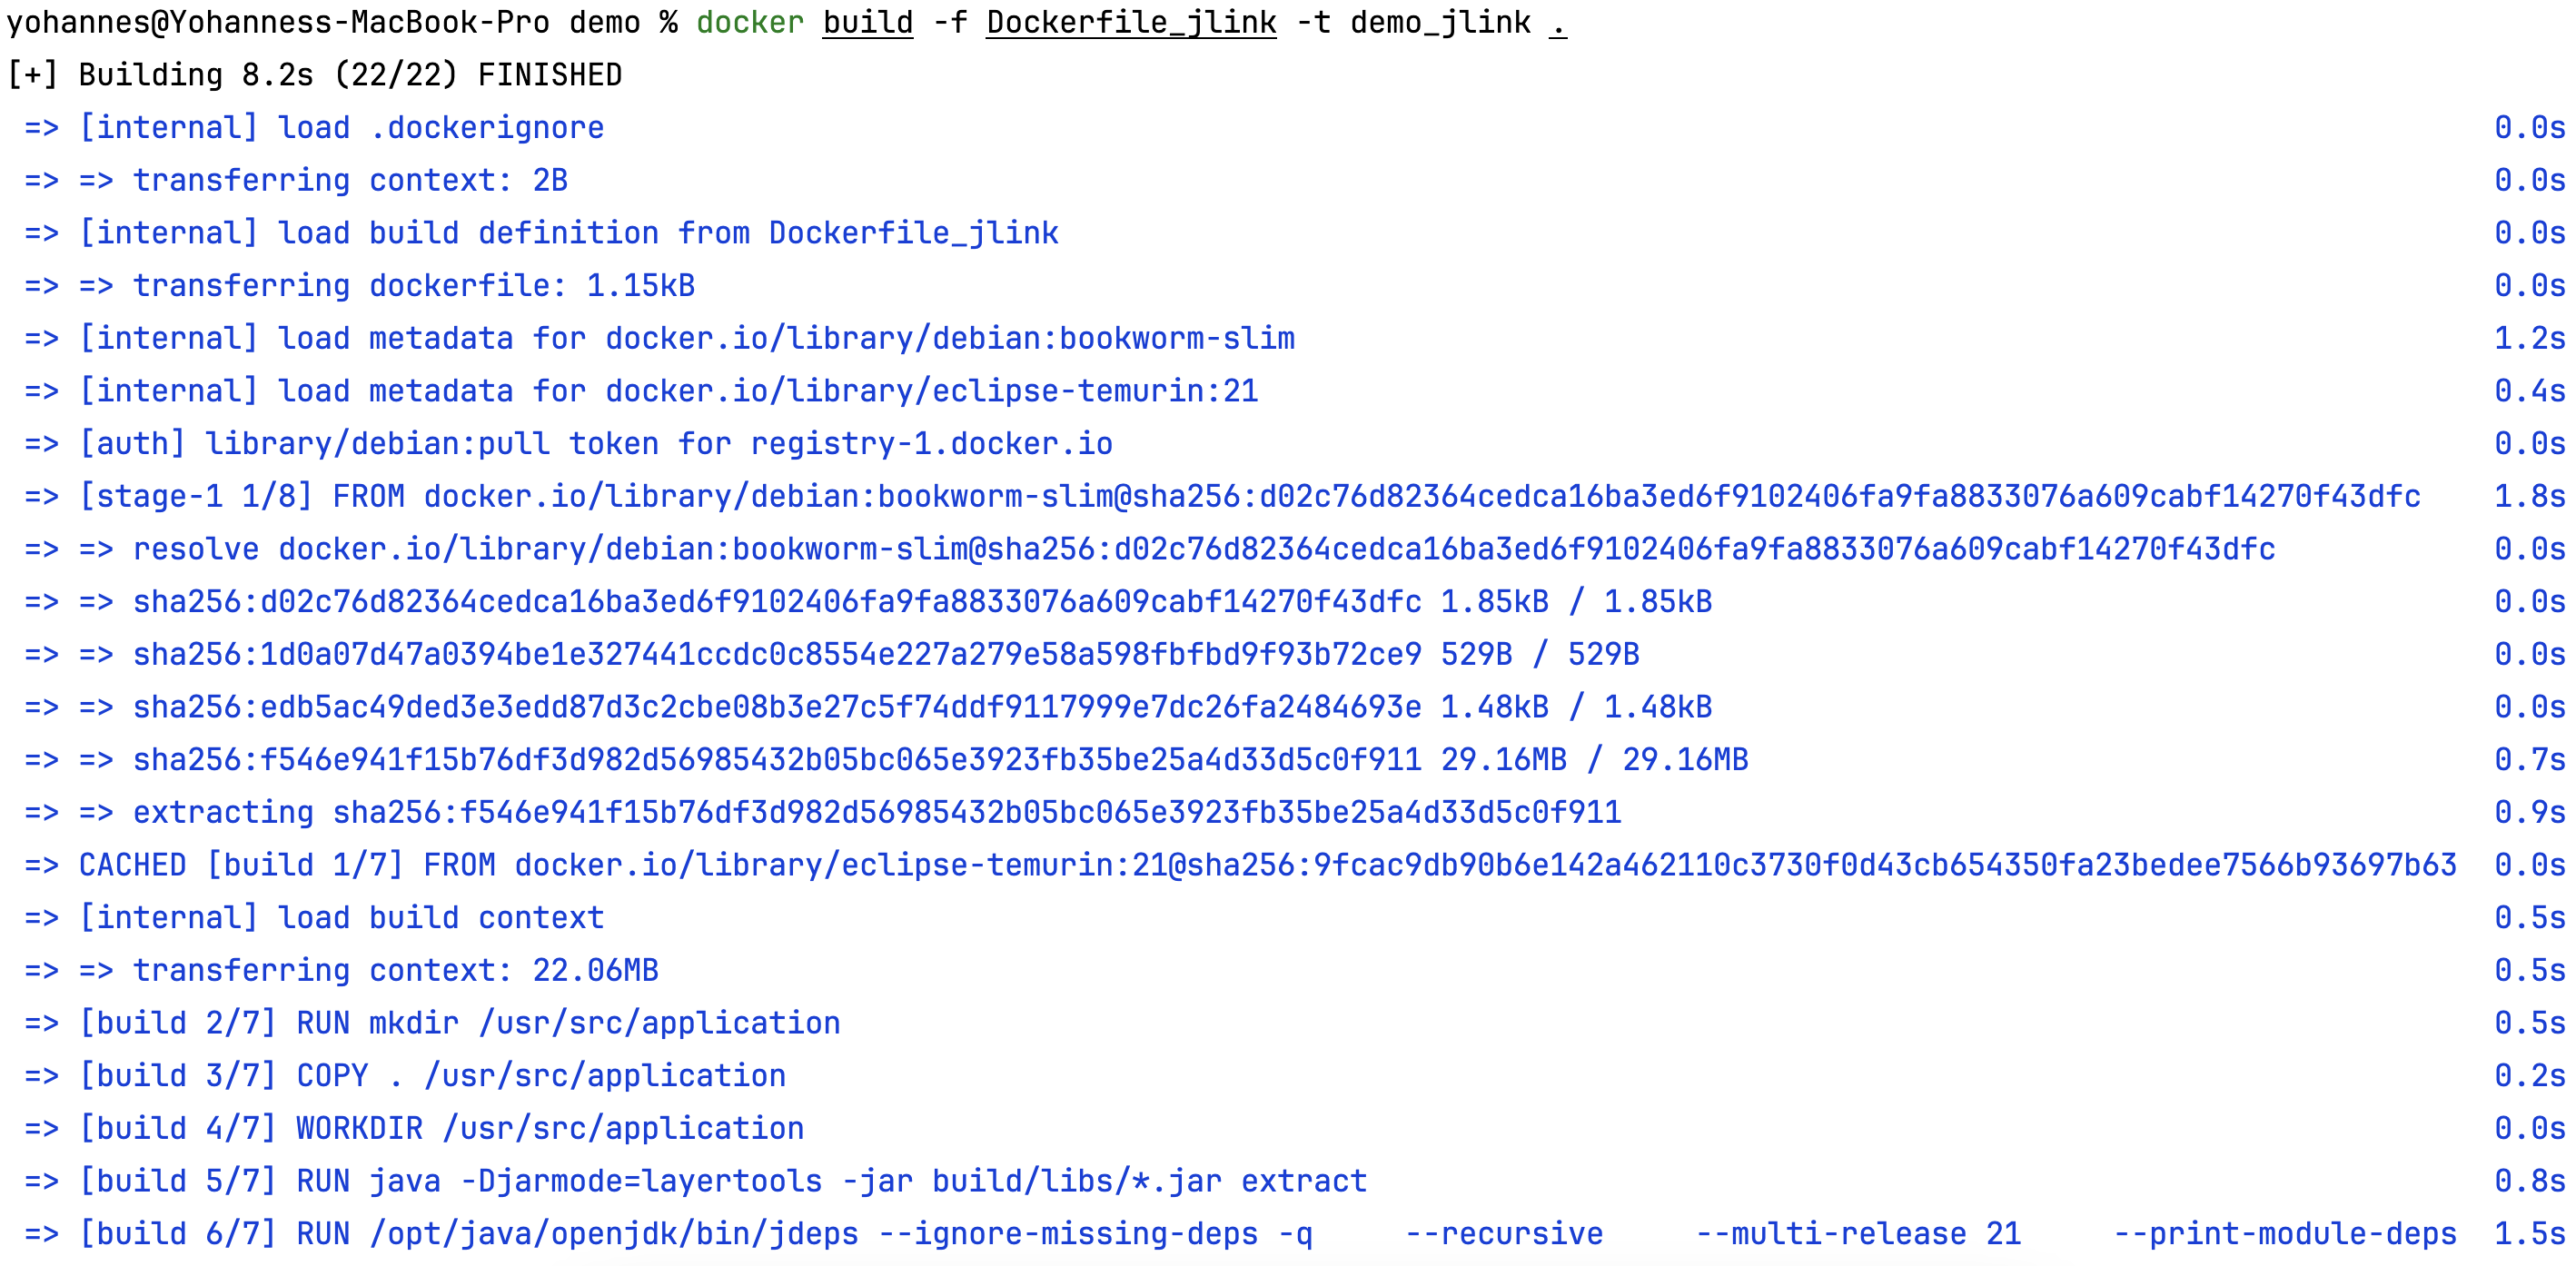 yohannes@Yohanness-MacBook-Pro demo % docker build -f Dockerfile_jlink -t demo_jlink .
[+] Building 8.2s (22/22) FINISHED
=> [internal] load .dockerignore 0.0s
=> => transferring context: 2B 0.0s
=> [internal] load build definition from Dockerfile_jlink 0.0s
=> => transferring dockerfile: 1.15kB 0.0s
=> [internal] load metadata for docker.io/library/debian:bookworm-slim 1.2s
=> [internal] load metadata for docker.io/library/eclipse-temurin:21 0.4s
=> [auth] library/debian:pull token for registry-1.docker.io 0.0s
=> [stage-1 1/8] FROM docker.io/library/debian:bookworm-slim@sha256:d02c76d82364cedca16ba3ed6f9102406fa9fa8833076a609cabf14270f43dfc 1.8s
=> => resolve docker.io/library/debian:bookworm-slim@sha256:d02c76d82364cedca16ba3ed6f9102406fa9fa8833076a609cabf14270f43dfc 0.0s
=> => sha256:d02c76d82364cedca16ba3ed6f9102406fa9fa8833076a609cabf14270f43dfc 1.85kB / 1.85kB 0.0s
=> => sha256:1d0a07d47a0394be1e327441ccdc0c8554e227a279e58a598fbfbd9f93b72ce9 529B / 529B 0.0s
=> => sha256:edb5ac49ded3e3edd87d3c2cbe08b3e27c5f74ddf9117999e7dc26fa2484693e 1.48kB / 1.48kB 0.0s
=> => sha256:f546e941f15b76df3d982d56985432b05bc065e3923fb35be25a4d33d5c0f911 29.16MB / 29.16MB 0.7s
=> => extracting sha256:f546e941f15b76df3d982d56985432b05bc065e3923fb35be25a4d33d5c0f911 0.9s
=> CACHED [build 1/7] FROM docker.io/library/eclipse-temurin:21@sha256:9fcac9db90b6e142a462110c3730f0d43cb654350fa23bedee7566b93697b63 0.0s
=> [internal] load build context 0.5s
=> => transferring context: 22.06MB 0.5s
=> [build 2/7] RUN mkdir /usr/src/application 0.5s
=> [build 3/7] COPY . /usr/src/application 0.2s
=> [build 4/7] WORKDIR /usr/src/application 0.0s
=> [build 5/7] RUN java -Djarmode=layertools -jar build/libs/*.jar extract 0.8s
=> [build 6/7] RUN /opt/java/openjdk/bin/jdeps --ignore-missing-deps -q     --recursive     --multi-release 21     --print-module-deps 1.5s